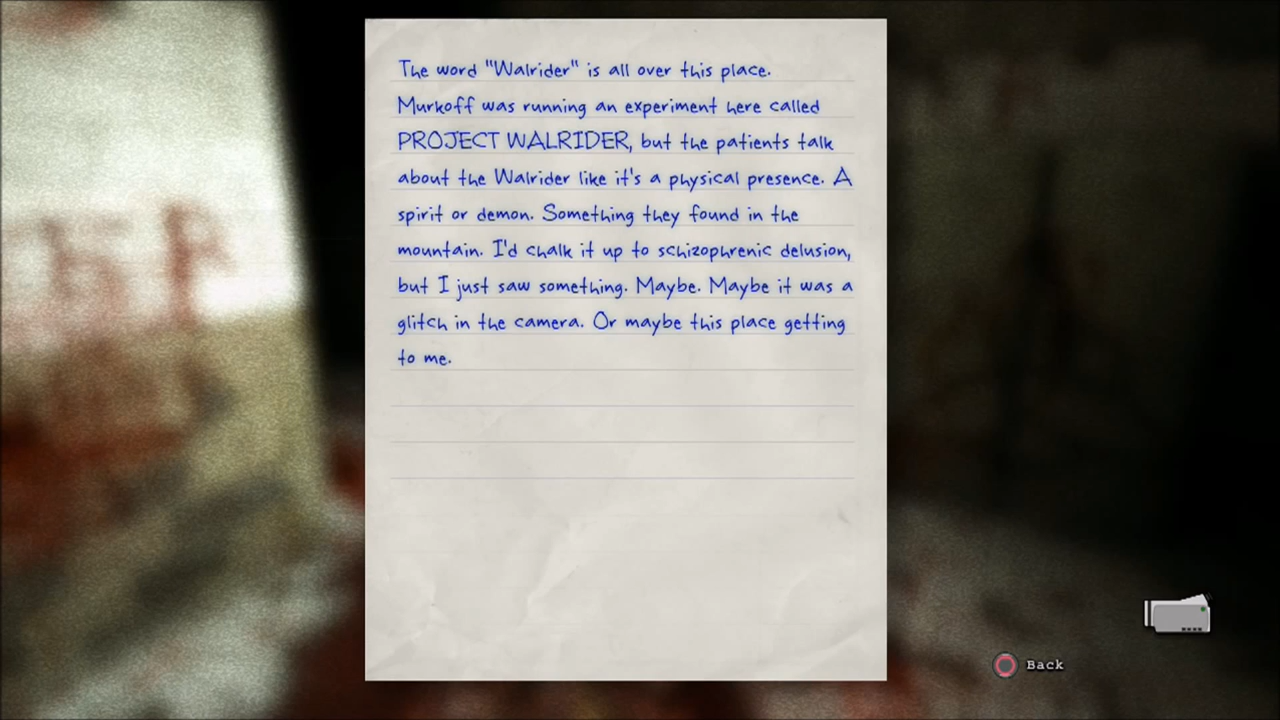 The word "Walrider" is all over this place.
Murkoff was running an experiment here called
PROJECT WALRIDER, but the patients talk
about the Walrider like it's a physical presence. A
spirit or demon. Something they found in the
mountain. I'd chalk it up to schizophrenic delusion,
but I just saw something. Maybe. Maybe it was a
glitch in the camera. Or maybe this place getting
to me.
Back